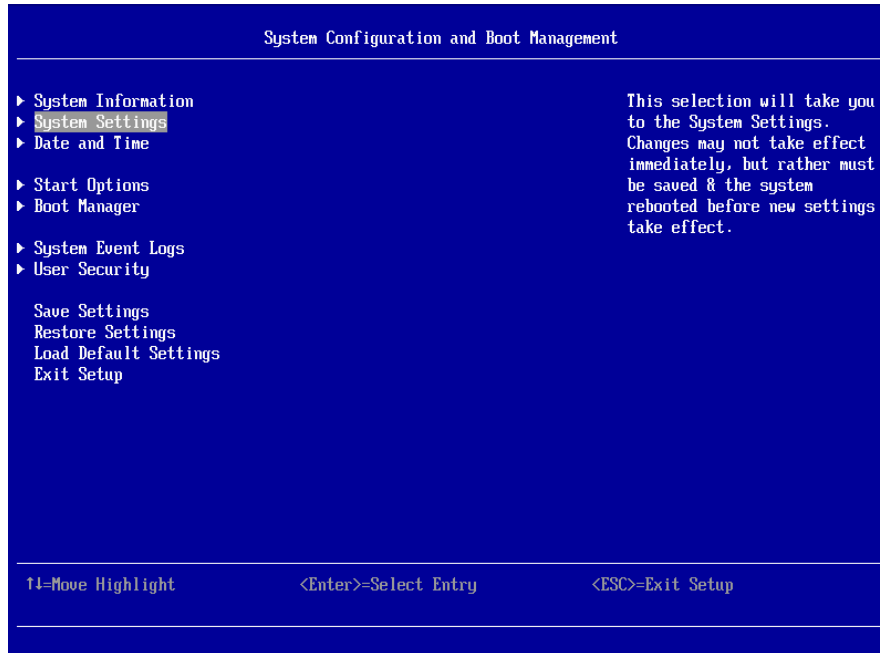 System Configuration and Boot Management
▶ System Information
▶ System Settings
▶ Date and Time
▶ Start Options
▶ Boot Manager
▶ System Event Logs
▶ User Security
Save Settings
Restore Settings
Load Default Settings
Exit Setup
This selection will take you
to the System Settings.
Changes may not take effect
immediately, but rather must
be saved & the system
rebooted before new settings
take effect.
↑↓=Move Highlight <Enter>=Select Entry <ESC>=Exit Setup